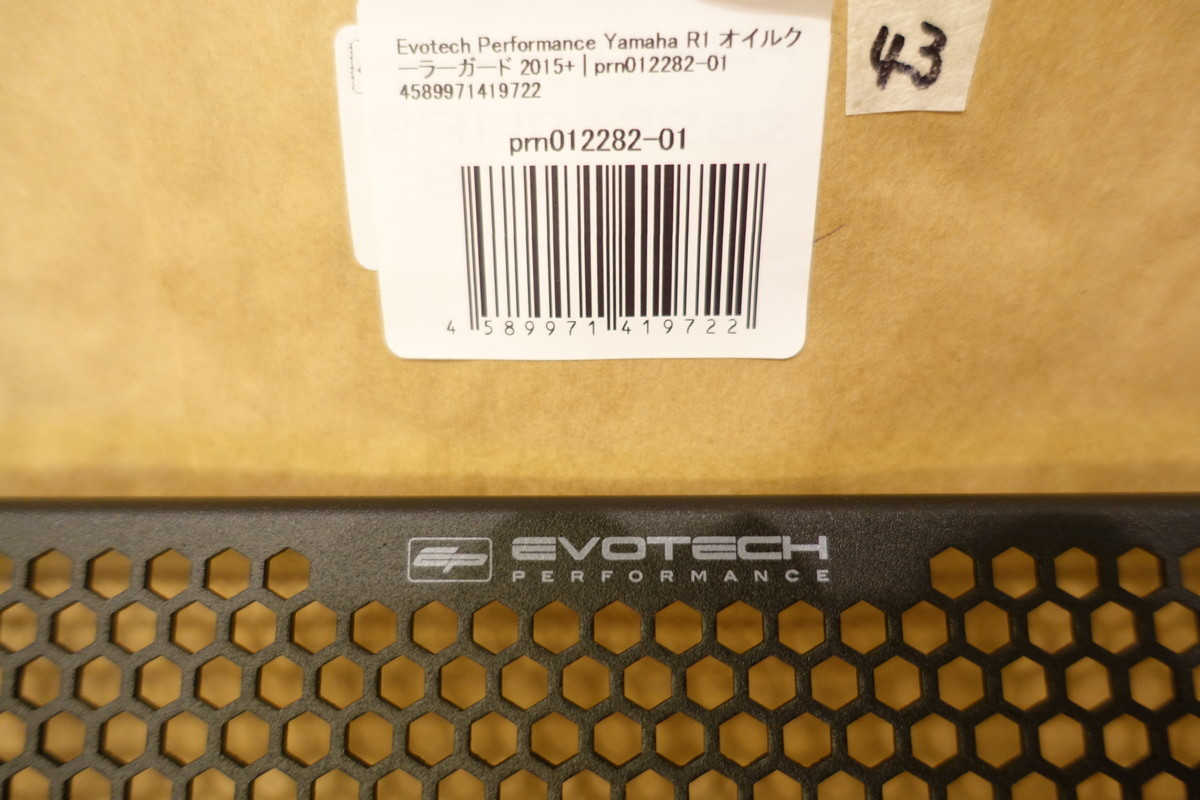 Evotech Performance Yamaha R1 オイルク
ーラーガード 2015+ | prn012282-01
4589971419722
prn012282-01
4 589971 419722
43
EP EVOTECH
PERFORMANCE